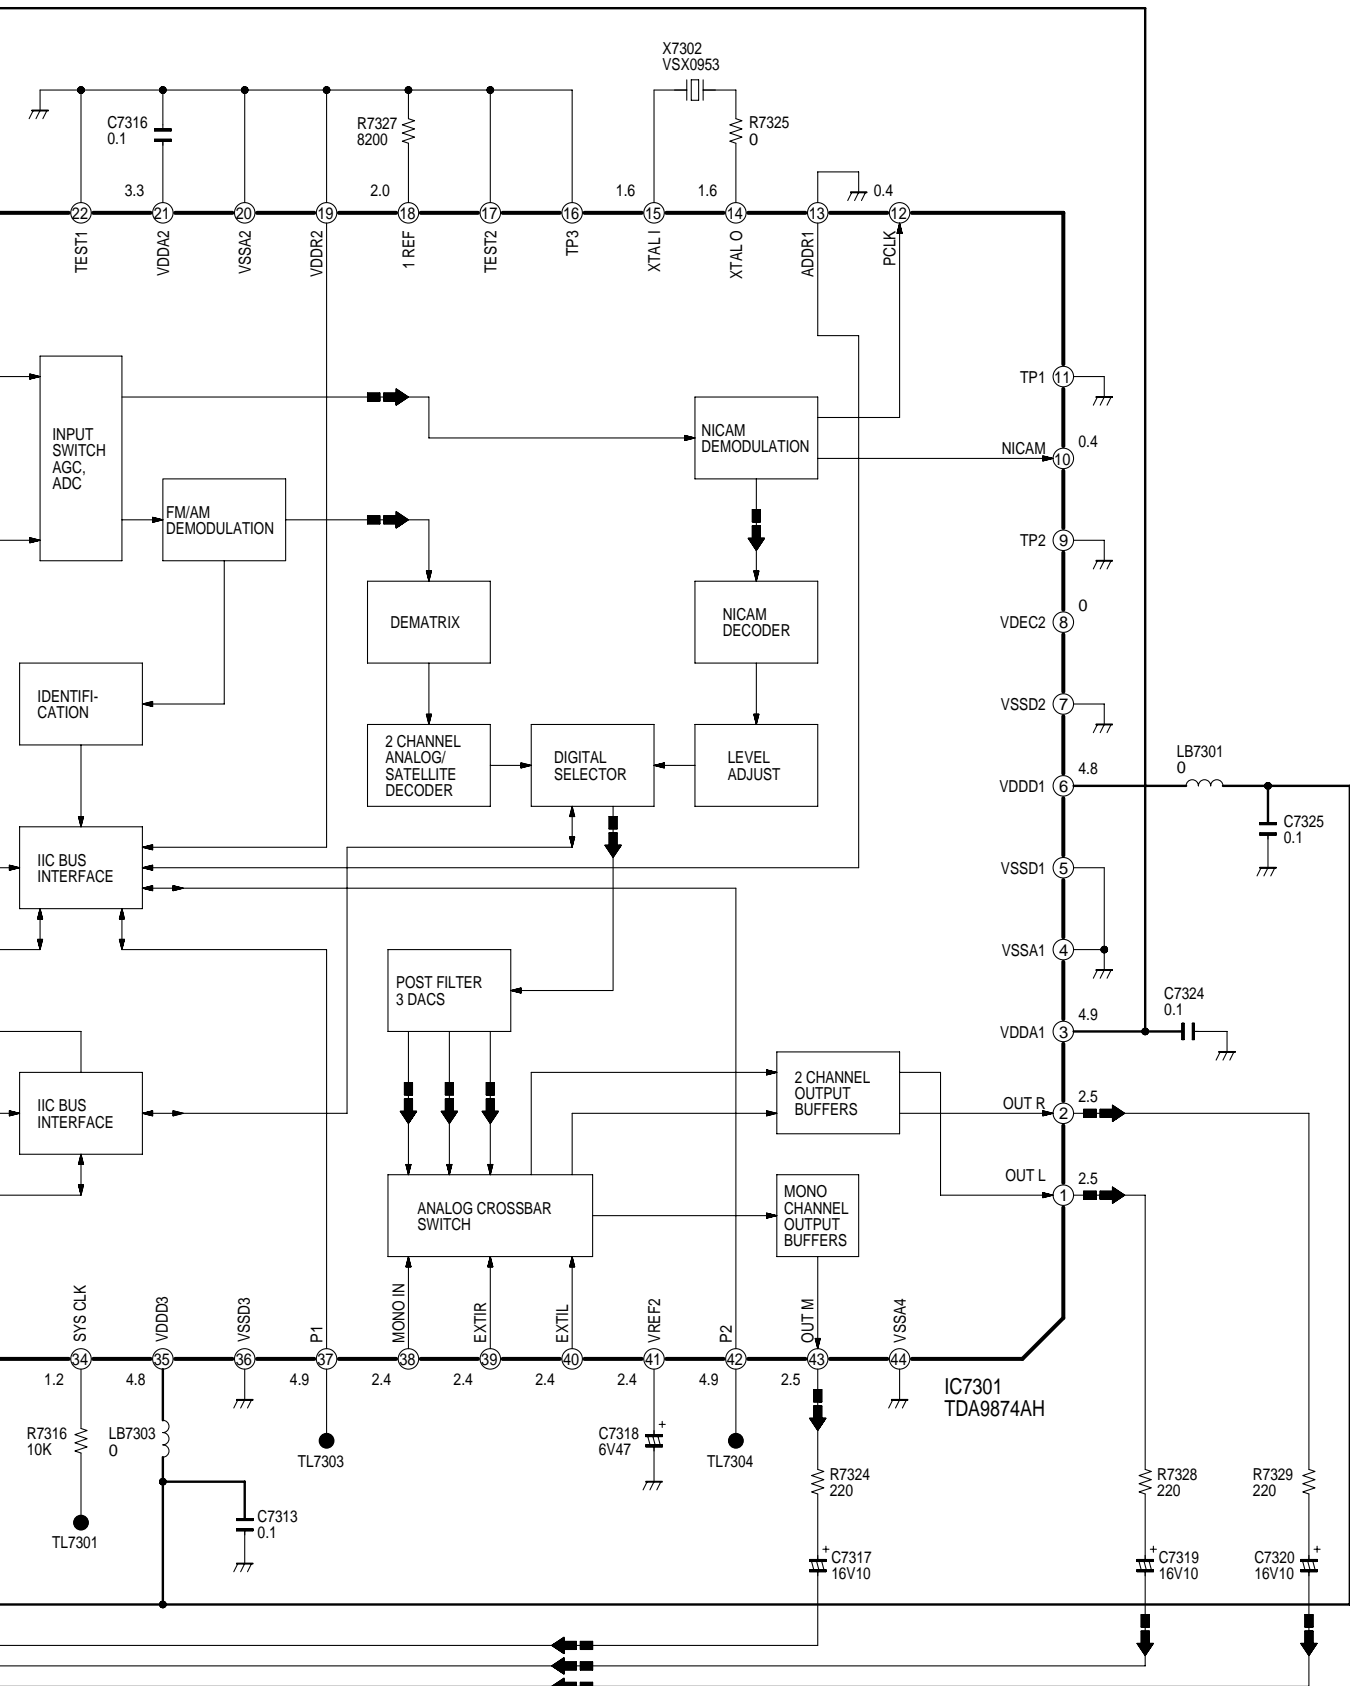 X7302
VSX0953
C7316
0.1
R7327
8200
R7325
0
3.3
2.0
1.6
1.6
0.4
22
21
20
19
18
17
16
15
14
13
12
TEST1
VDDA2
VSSA2
VDDR2
1 REF
TEST2
TP3
XTAL I
XTAL O
ADDR1
PCLK
TP1
11
INPUT
SWITCH
AGC,
ADC
NICAM
DEMODULATION
NICAM
0.4
10
FM/AM
DEMODULATION
TP2
9
DEMATRIX
NICAM
DECODER
VDEC2
0
8
IDENTIFI-
CATION
VSSD2
7
2 CHANNEL
ANALOG/
SATELLITE
DECODER
DIGITAL
SELECTOR
LEVEL
ADJUST
LB7301
0
4.8
VDDD1
6
C7325
0.1
IIC BUS
INTERFACE
VSSD1
5
VSSA1
4
POST FILTER
3 DACS
C7324
0.1
4.9
VDDA1
3
IIC BUS
INTERFACE
2 CHANNEL
OUTPUT
BUFFERS
OUT R
2.5
2
OUT L
2.5
1
ANALOG CROSSBAR
SWITCH
MONO
CHANNEL
OUTPUT
BUFFERS
SYS CLK
VDD3
VSSD3
P1
MONO IN
EXTIR
EXTIL
VREF2
P2
OUT M
VSSA4
34
35
36
37
38
39
40
41
42
43
44
1.2
4.8
4.9
2.4
2.4
2.4
2.4
4.9
2.5
IC7301
TDA9874AH
R7316
10K
LB7303
0
TL7303
C7318
6V47
+
TL7304
R7324
220
R7328
220
R7329
220
C7313
0.1
TL7301
+
C7317
16V10
+
C7319
16V10
C7320
16V10
+